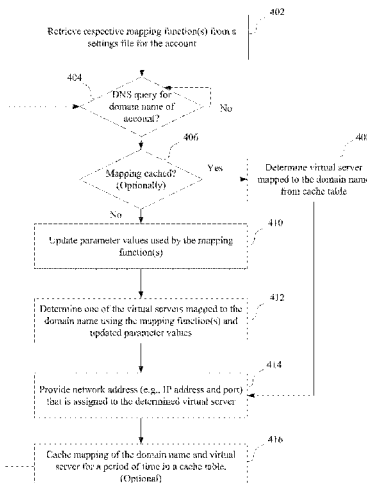 402
Retrieve respective mapping function(s) from a
settings file for the account
404
DNS query for
domain name of
account?
No
406
Mapping cached?
(Optionally)
Yes
Determine virtual server
mapped to the domain name
from cache table
No
410
Update parameter values used by the mapping
function(s)
412
Determine one of the virtual servers mapped to the
domain name using the mapping function(s) and
updated parameter values
414
Provide network address (e.g., IP address and port)
that is assigned to the determined virtual server
416
Cache mapping of the domain name and virtual
server for a period of time in a cache table.
(Optional)